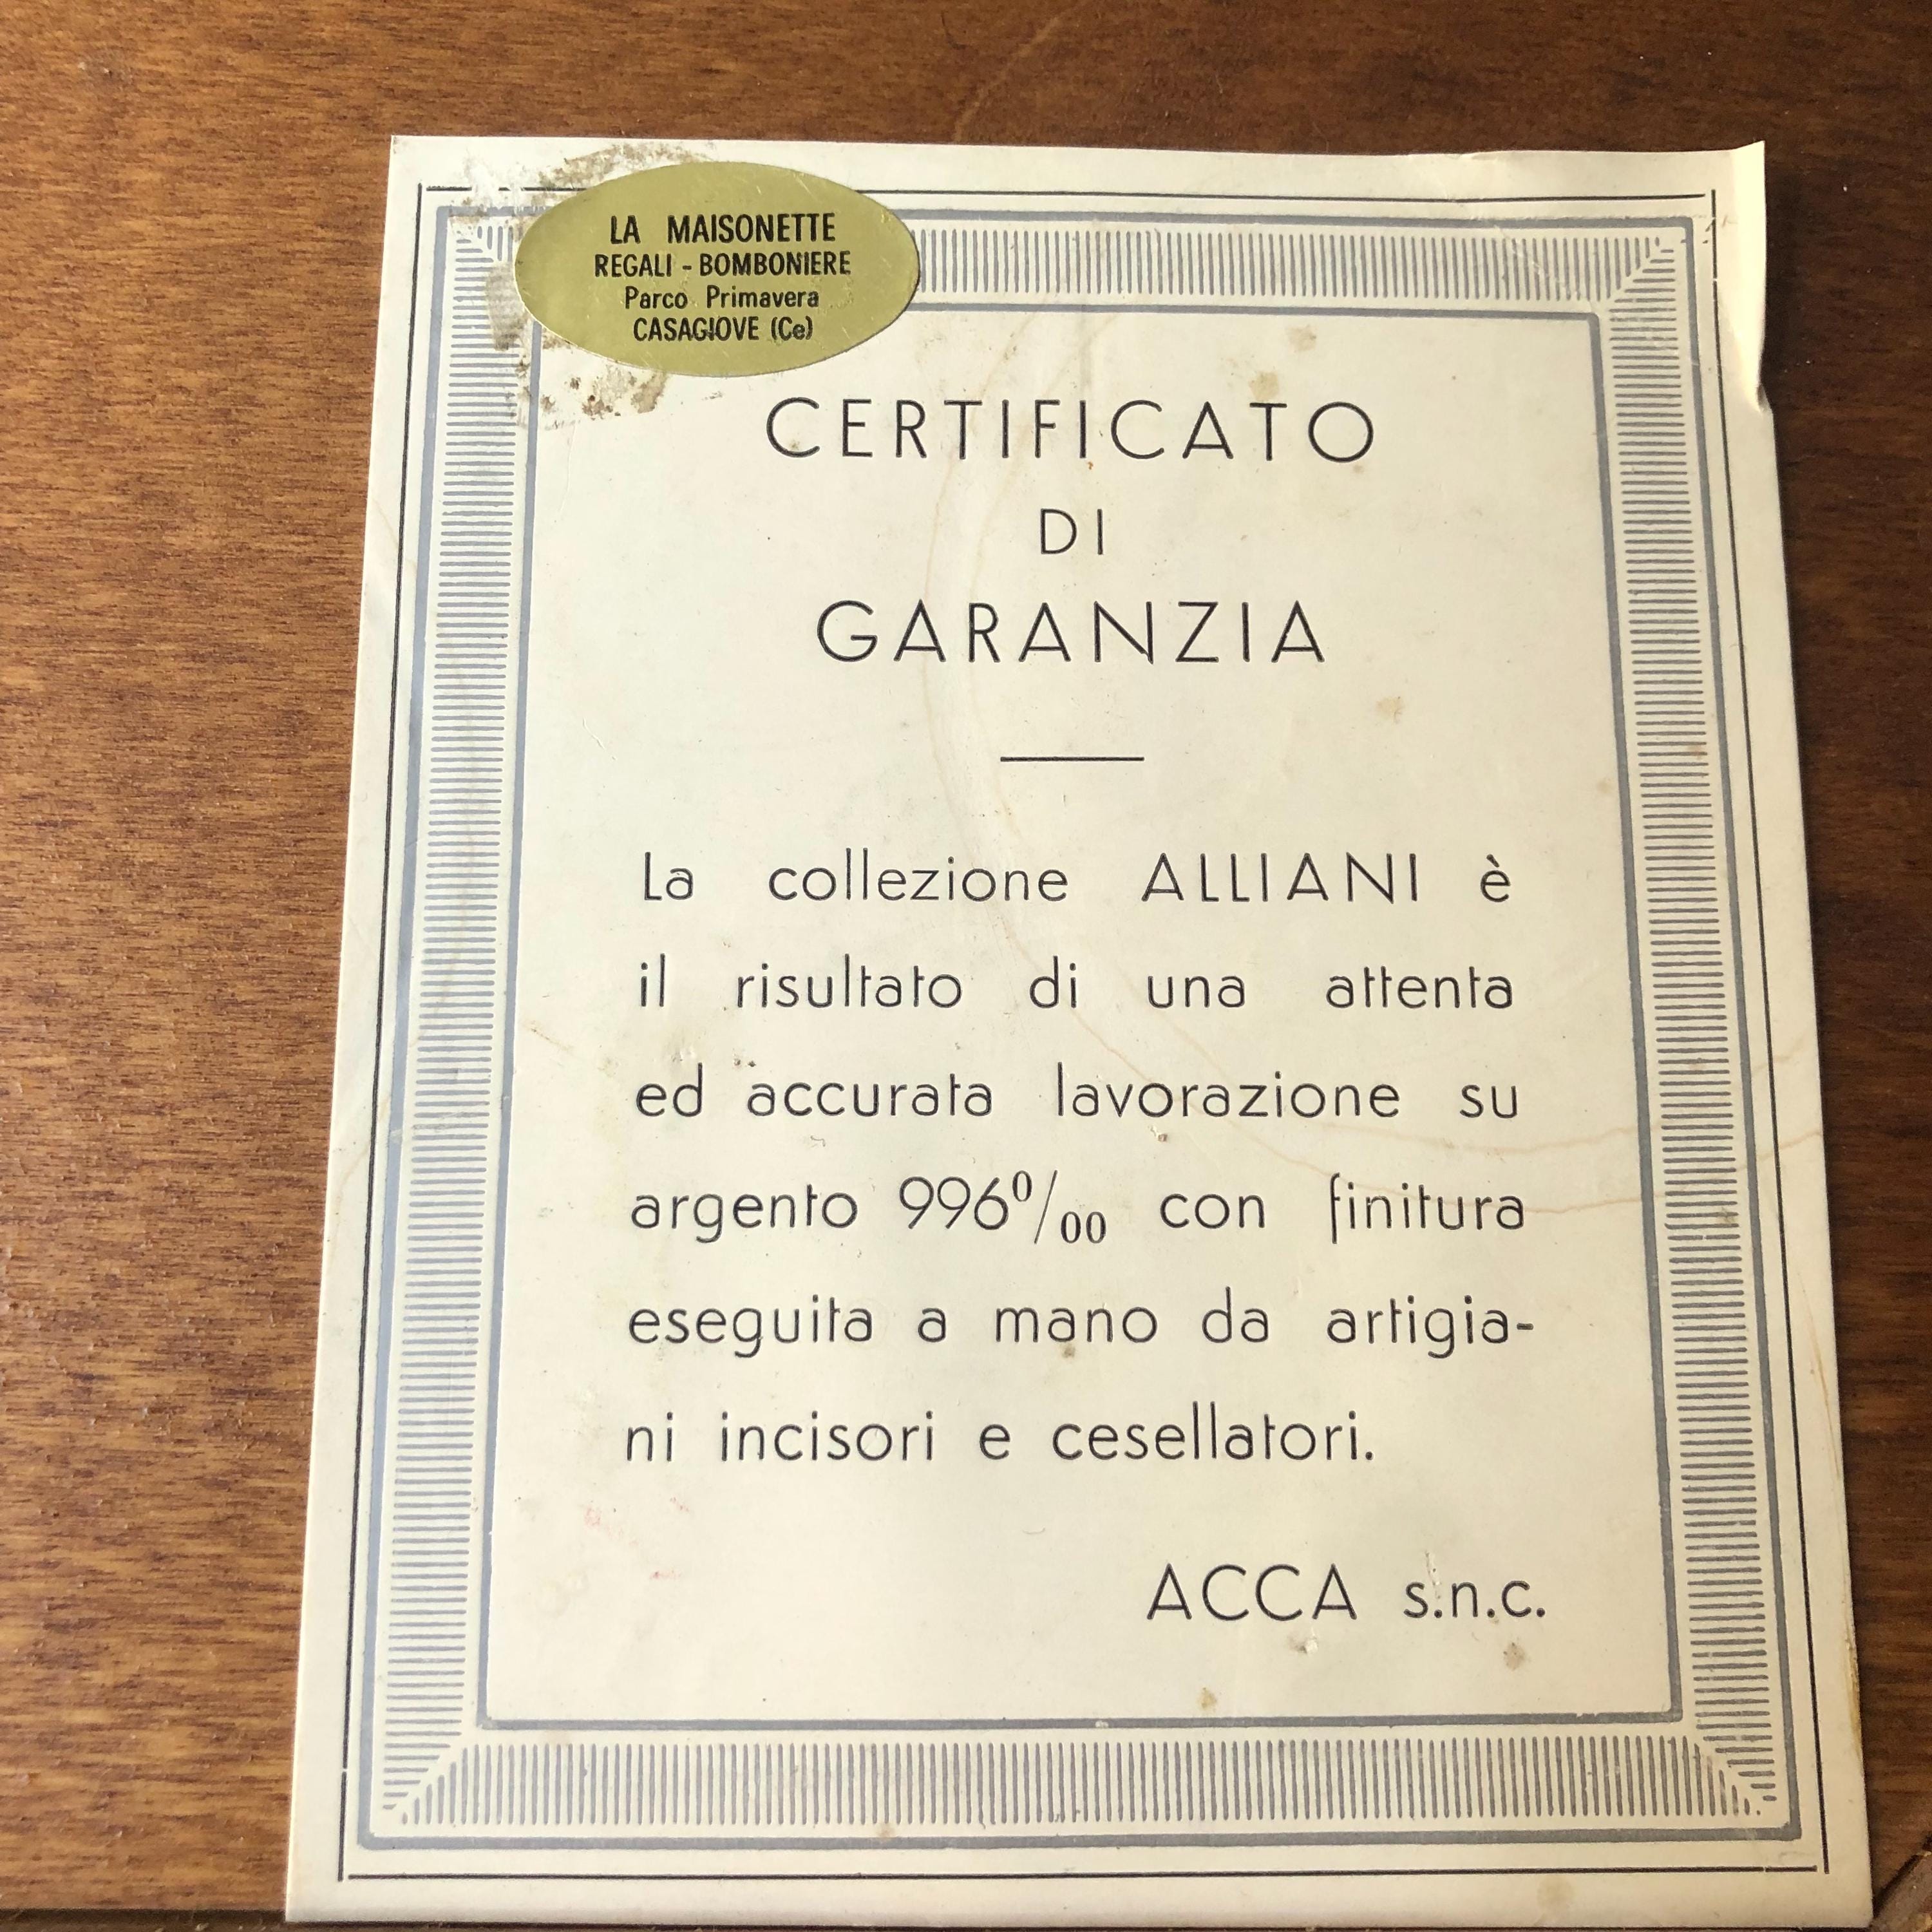 LA MAISONETTE
REGALI - BOMBONIERE
Parco Primavera
CASAGIOVE (Ce)
CERTIFICATO
DI
GARANZIA
La collezione ALLIANI è
il risultato di una attenta
ed accurata lavorazione su
argento 996⁰/₀₀ con finitura
eseguita a mano da artigia-
ni incisori e cesellatori.
ACCA s.n.c.